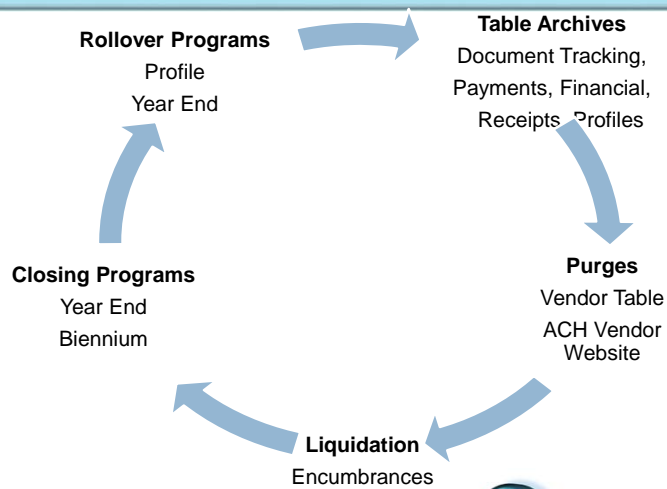 Rollover Programs
Profile
Year End
Table Archives
Document Tracking,
Payments, Financial,
Receipts, Profiles
Purges
Vendor Table
ACH Vendor
Website
Liquidation
Encumbrances
Closing Programs
Year End
Biennium